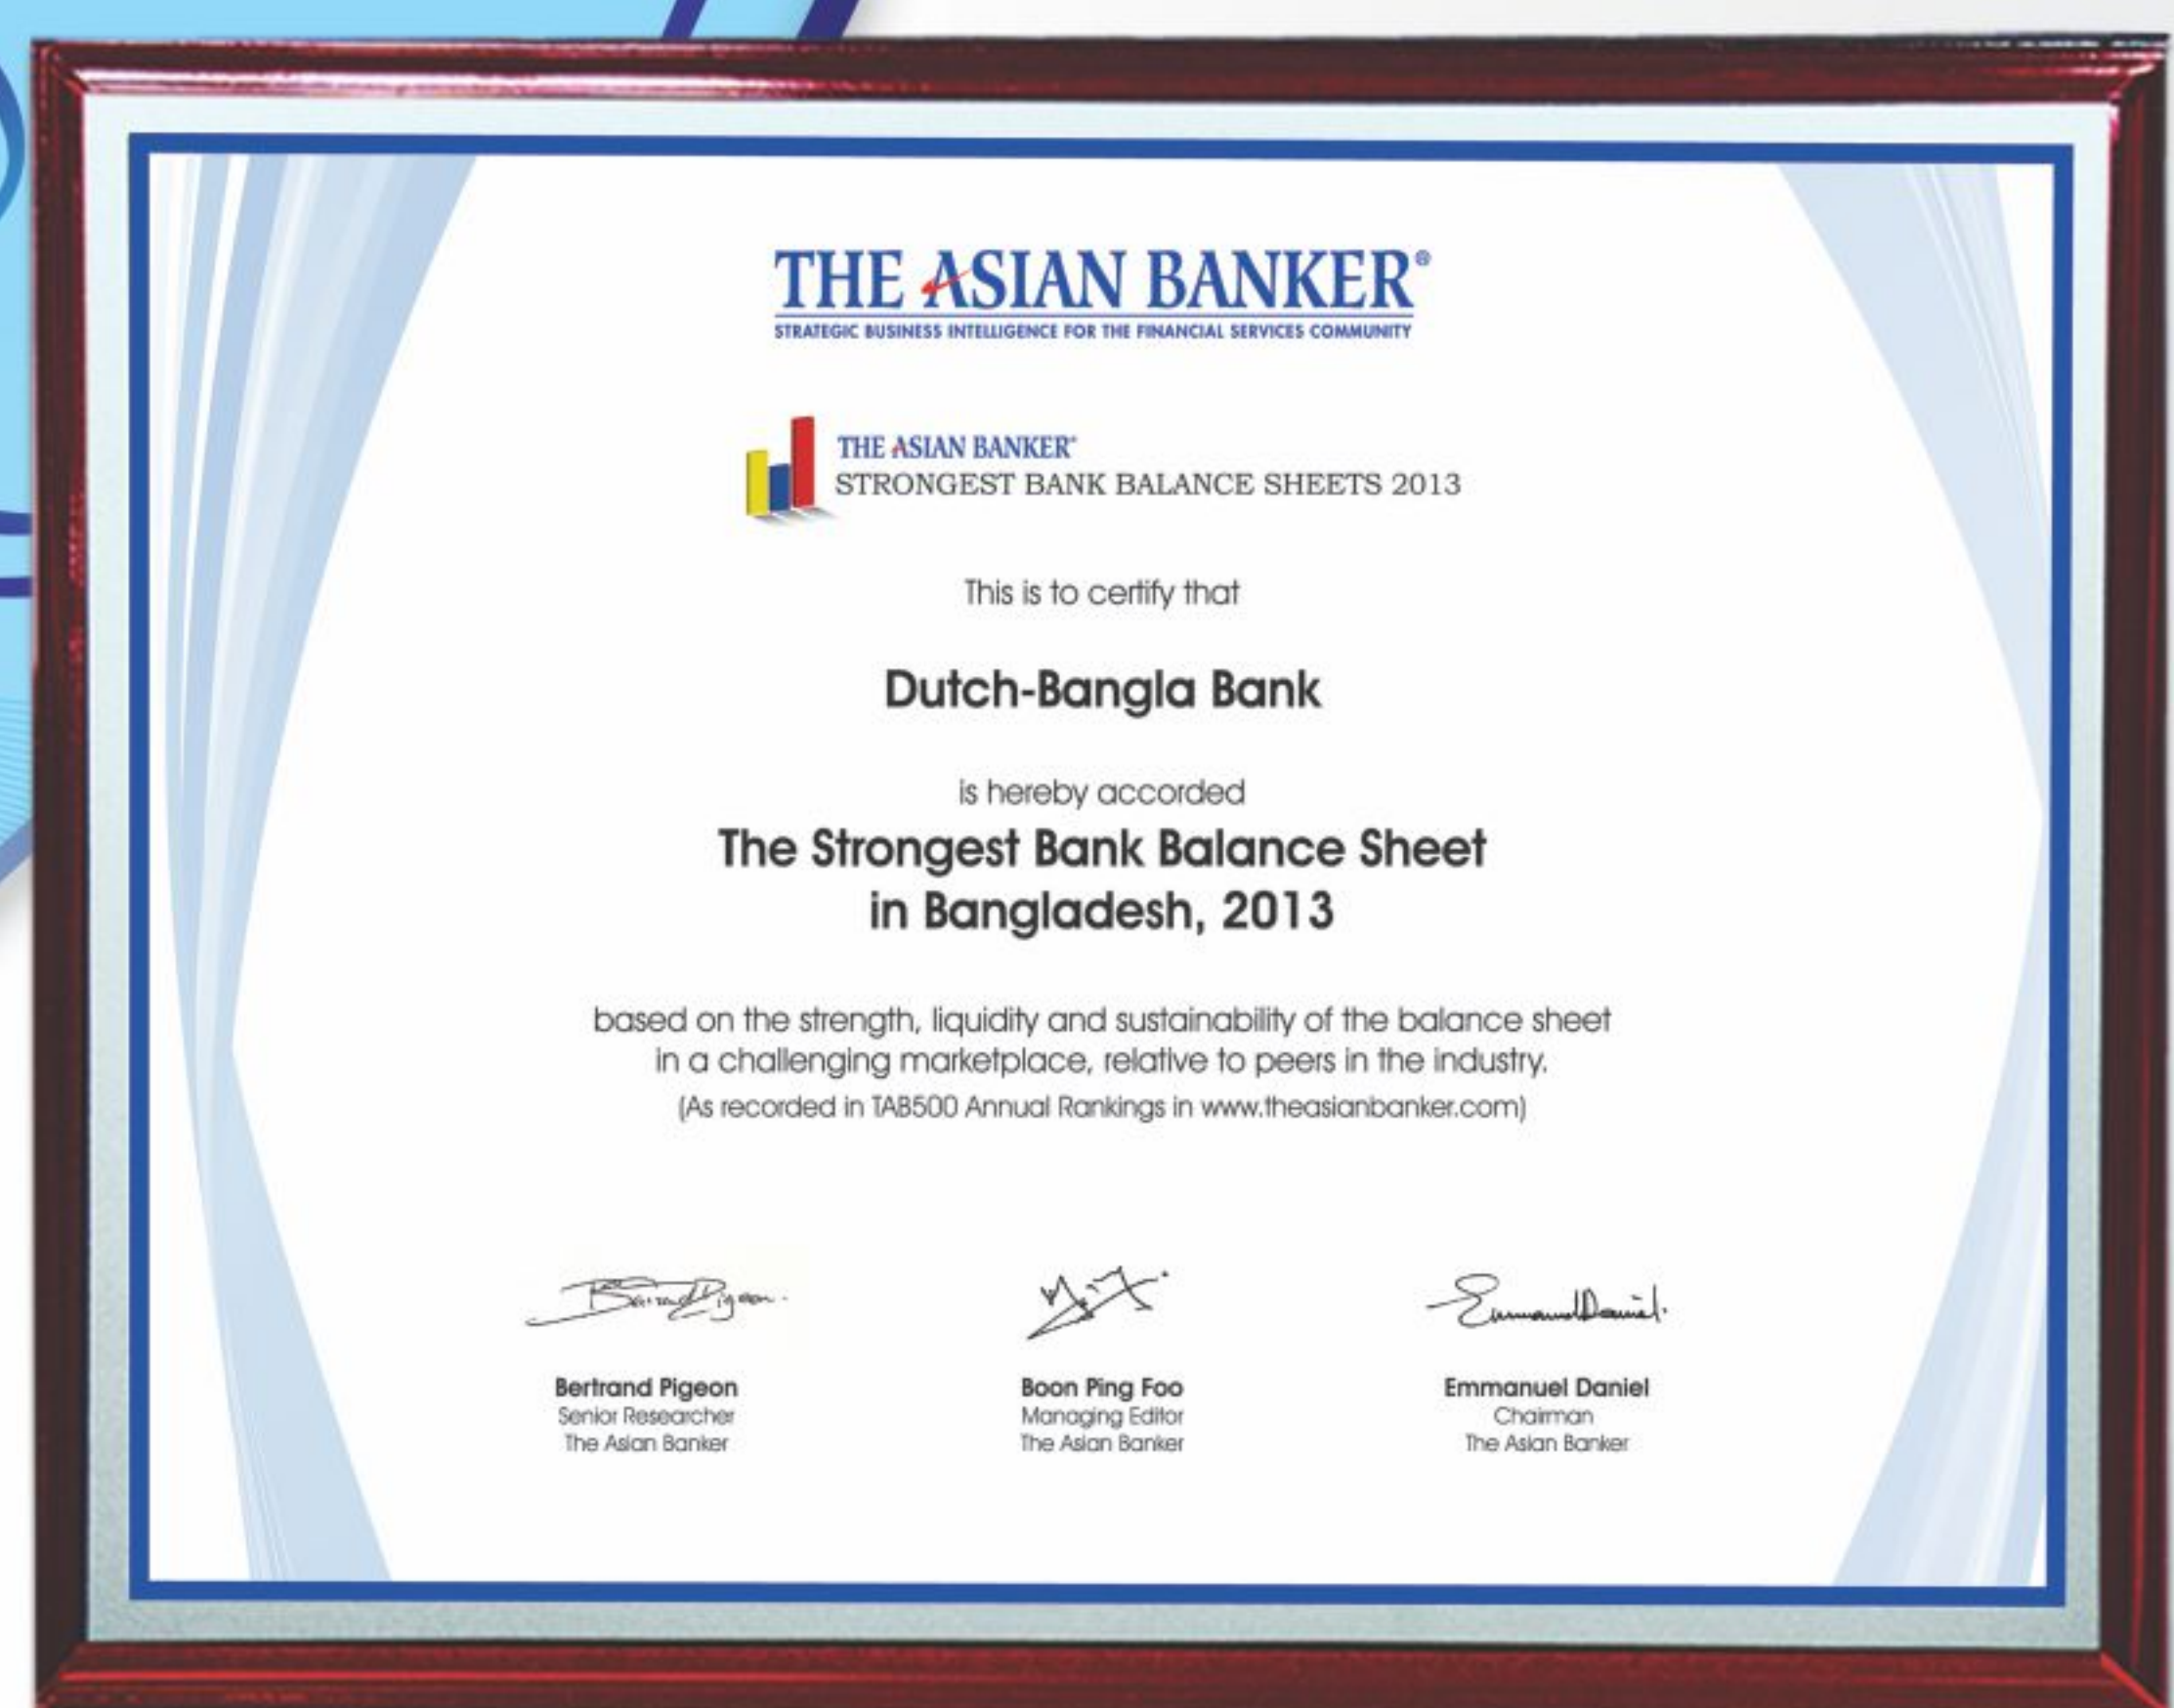 THE ASIAN BANKER®
STRATEGIC BUSINESS INTELLIGENCE FOR THE FINANCIAL SERVICES COMMUNITY
THE ASIAN BANKER®
STRONGEST BANK BALANCE SHEETS 2013
This is to certify that
Dutch-Bangla Bank
is hereby accorded
The Strongest Bank Balance Sheet
in Bangladesh, 2013
based on the strength, liquidity and sustainability of the balance sheet
in a challenging marketplace, relative to peers in the industry.
(As recorded in TAB500 Annual Rankings in www.theasianbanker.com)
Bertrand Pigeon
Senior Researcher
The Asian Banker
Boon Ping Foo
Managing Editor
The Asian Banker
Emmanuel Daniel
Chairman
The Asian Banker